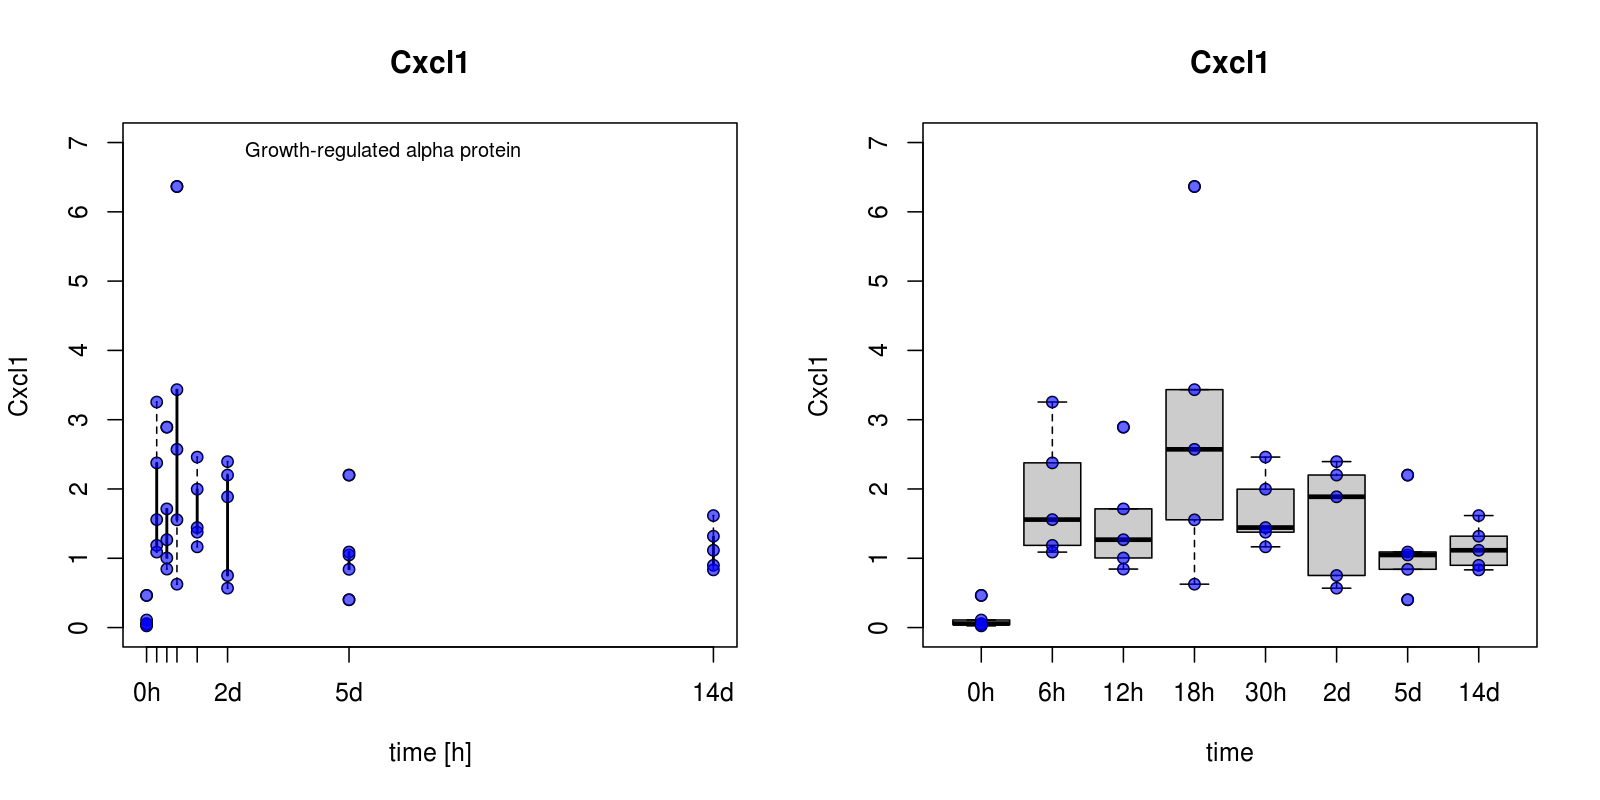 Cxcl1
Growth-regulated alpha protein
Cxcl1
7
6
5
4
3
2
1
0
0h 2d 5d 14d
time [h]
Cxcl1
Cxcl1
7
6
5
4
3
2
1
0
0h 6h 12h 18h 30h 2d 5d 14d
time